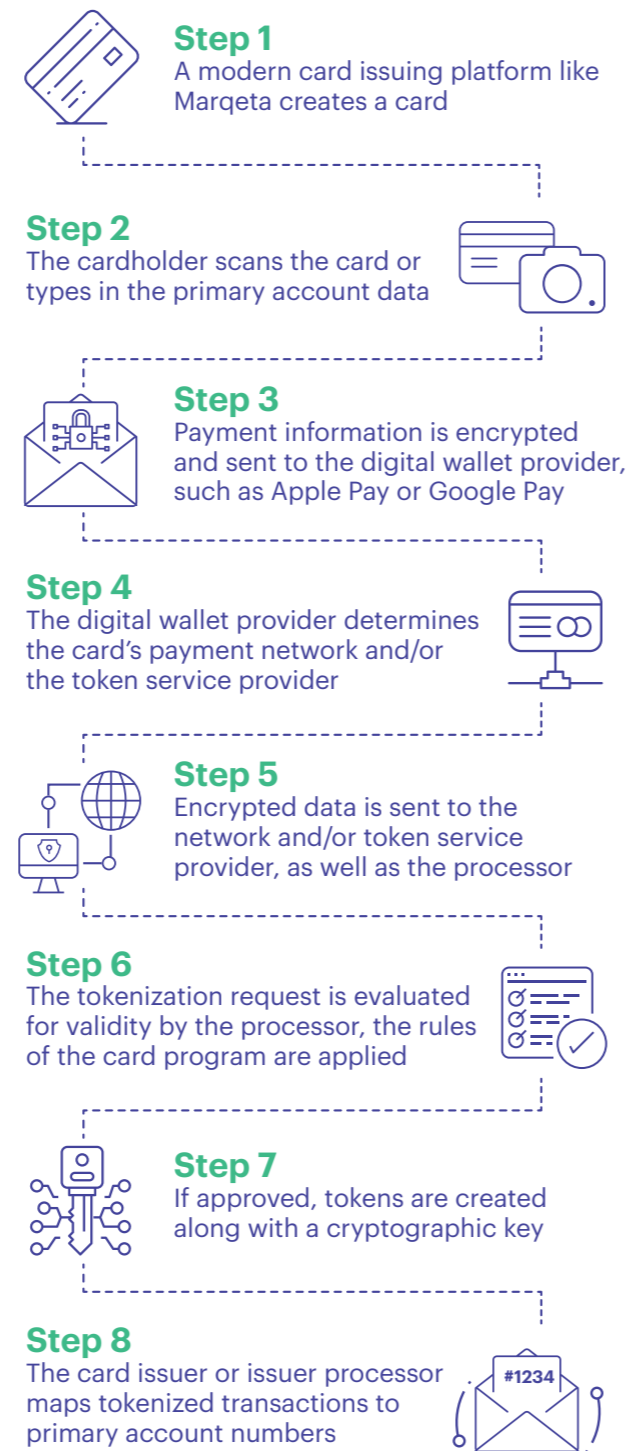 Step 1
A modern card issuing platform like
Marqeta creates a card
Step 2
The cardholder scans the card or
types in the primary account data
Step 3
Payment information is encrypted
and sent to the digital wallet provider,
such as Apple Pay or Google Pay
Step 4
The digital wallet provider determines
the card’s payment network and/or
the token service provider
Step 5
Encrypted data is sent to the
network and/or token service
provider, as well as the processor
Step 6
The tokenization request is evaluated
for validity by the processor, the rules
of the card program are applied
Step 7
If approved, tokens are created
along with a cryptographic key
Step 8
The card issuer or issuer processor
maps tokenized transactions to
primary account numbers
#1234